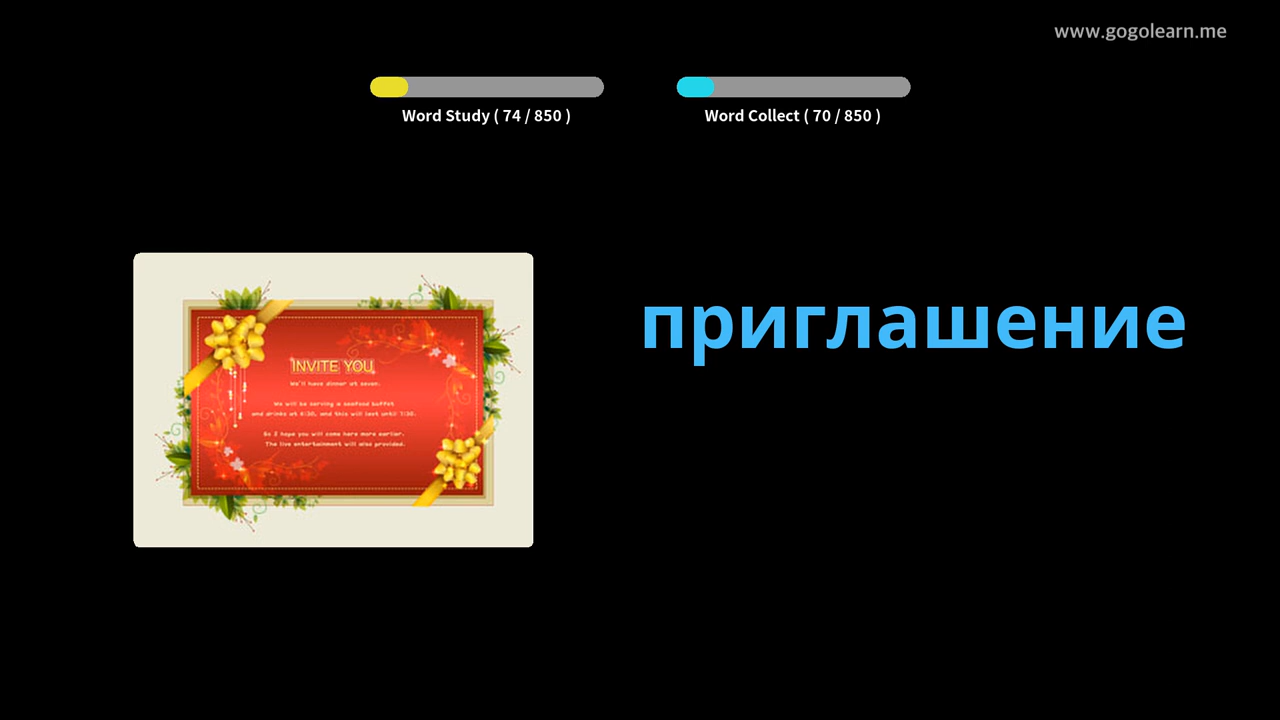 www.gogolearn.me
Word Study ( 74 / 850 )
Word Collect ( 70 / 850 )
приглашение
INVITE YOU
We'll have dinner at seven.
We will be serving a seafood buffet
and drinks at 6:30, and this will last until 7:30.
So I hope you will come here more earlier.
The live entertainment will also provided.